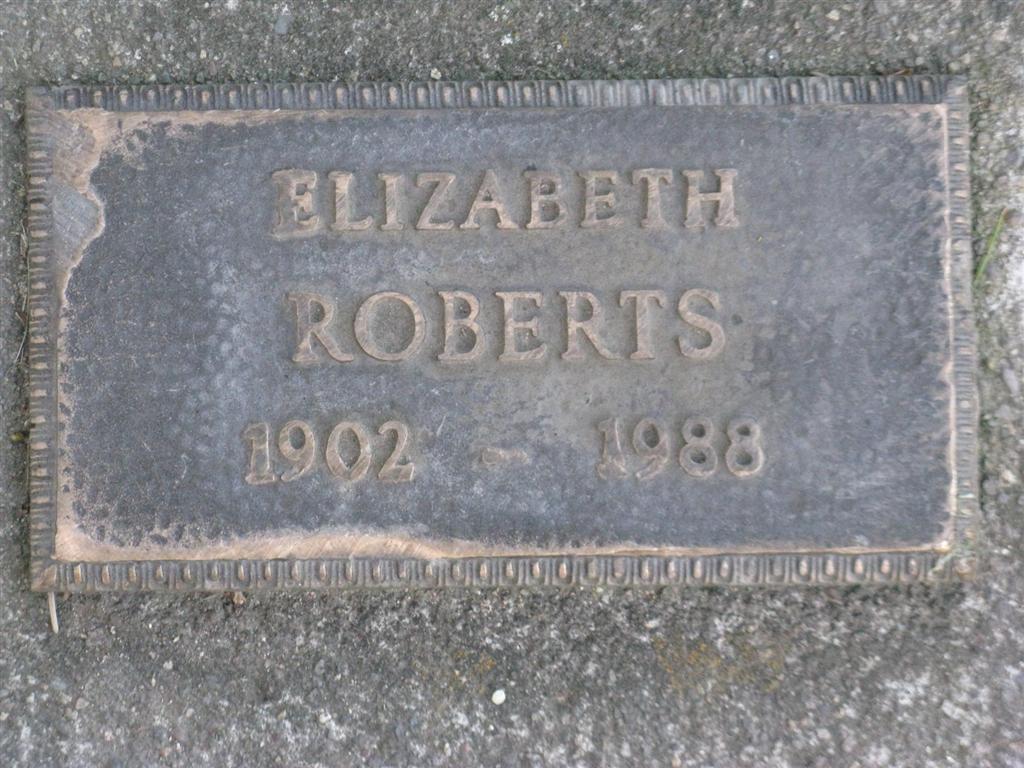 ELIZABETH
ROBERTS
1902 - 1988